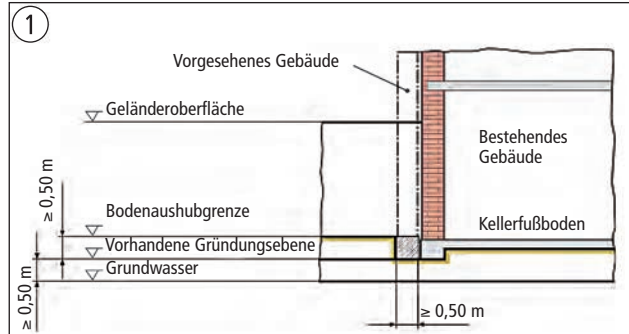 1
Vorgesehenes Gebäude
Geländeroberfläche
Bestehendes
Gebäude
≥ 0,50 m
Bodenaushubgrenze
Kellerfußboden
Vorhandene Gründungsebene
Grundwasser
≥ 0,50 m
≥ 0,50 m